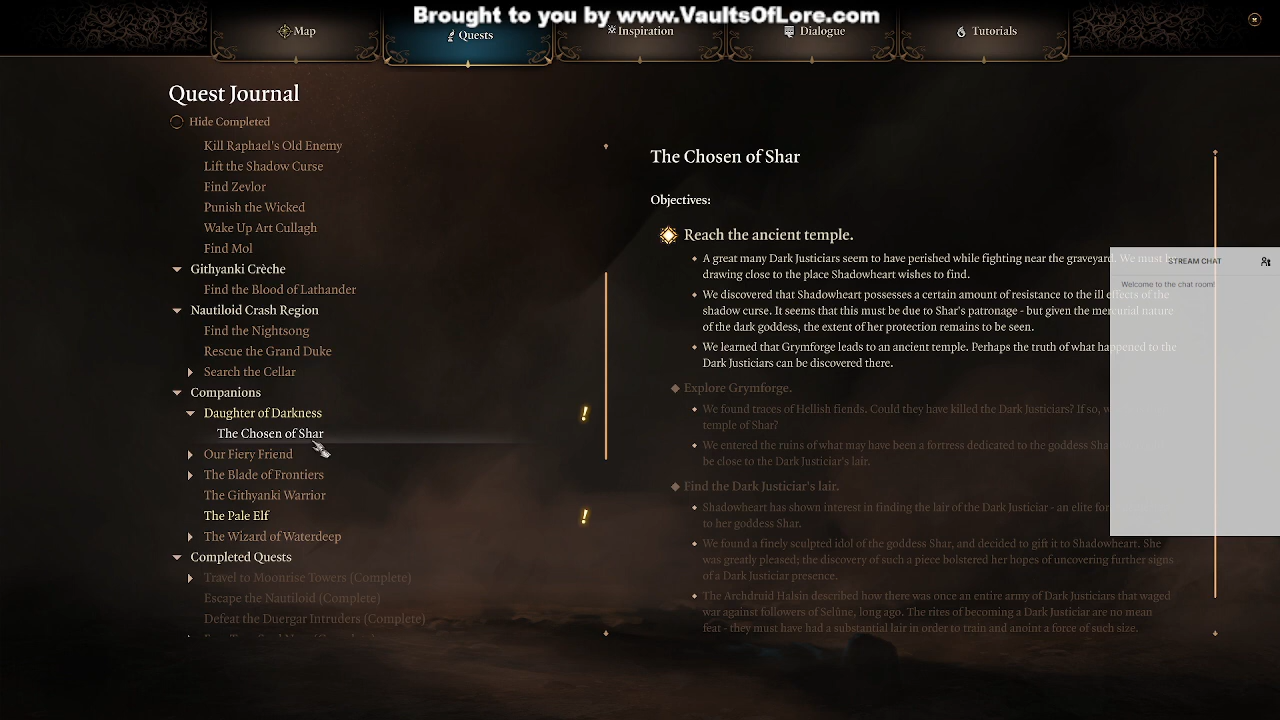 Brought to you by www.VaultsOfLore.com
Map
Quests
Inspiration
Dialogue
Tutorials
Quest Journal
Hide Completed
Kill Raphael's Old Enemy
Lift the Shadow Curse
Find Zevlor
Punish the Wicked
Wake Up Art Cullagh
Find Mol
Githyanki Crèche
Find the Blood of Lathander
Nautiloid Crash Region
Find the Nightsong
Rescue the Grand Duke
Search the Cellar
Companions
Daughter of Darkness
The Chosen of Shar
Our Fiery Friend
The Blade of Frontiers
The Githyanki Warrior
The Pale Elf
The Wizard of Waterdeep
Completed Quests
Travel to Moonrise Towers (Complete)
Escape the Nautiloid (Complete)
Defeat the Duergar Intruders (Complete)
The Chosen of Shar
Objectives:
Reach the ancient temple.
A great many Dark Justiciars seem to have perished while fighting near the graveyard. We must be
drawing close to the place Shadowheart wishes to find.
We discovered that Shadowheart possesses a certain amount of resistance to the ill effects of the
shadow curse. It seems that this must be due to Shar's patronage - but given the mercurial nature
of the dark goddess, the extent of her protection remains to be seen.
We learned that Grymforge leads to an ancient temple. Perhaps the truth of what happened to the
Dark Justiciars can be discovered there.
Explore Grymforge.
We found traces of Hellish fiends. Could they have killed the Dark Justiciars? If so, w
temple of Shar?
We entered the ruins of what may have been a fortress dedicated to the goddess Sha
be close to the Dark Justiciar's lair.
Find the Dark Justiciar's lair.
Shadowheart has shown interest in finding the lair of the Dark Justiciar - an elite for
to her goddess Shar.
We found a finely sculpted idol of the goddess Shar, and decided to gift it to Shadowheart. She
was greatly pleased; the discovery of such a piece bolstered her hopes of uncovering further signs
of a Dark Justiciar presence.
The Archdruid Halsin described how there was once an entire army of Dark Justiciars that waged
war against followers of Selûne, long ago. The rites of becoming a Dark Justiciar are no mean
feat - they must have had a substantial lair in order to train and anoint a force of such size.
STREAM CHAT
Welcome to the chat room!